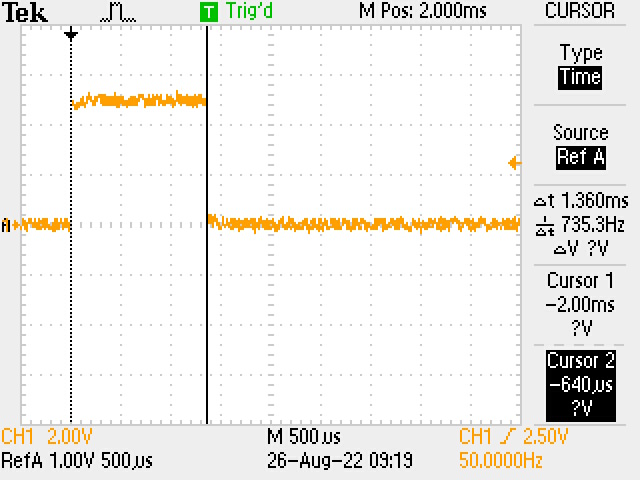 Tek T Trig'd M Pos: 2.000ms CURSOR
Type
Time
Source
Ref A
Δt 1.360ms
1/Δt 735.3Hz
ΔV ?V
Cursor 1
-2.00ms
?V
Cursor 2
-640µs
?V
A
CH1 2.00V M 500µs CH1 2.50V
RefA 1.00V 500µs 26-Aug-22 09:19 50.0000Hz